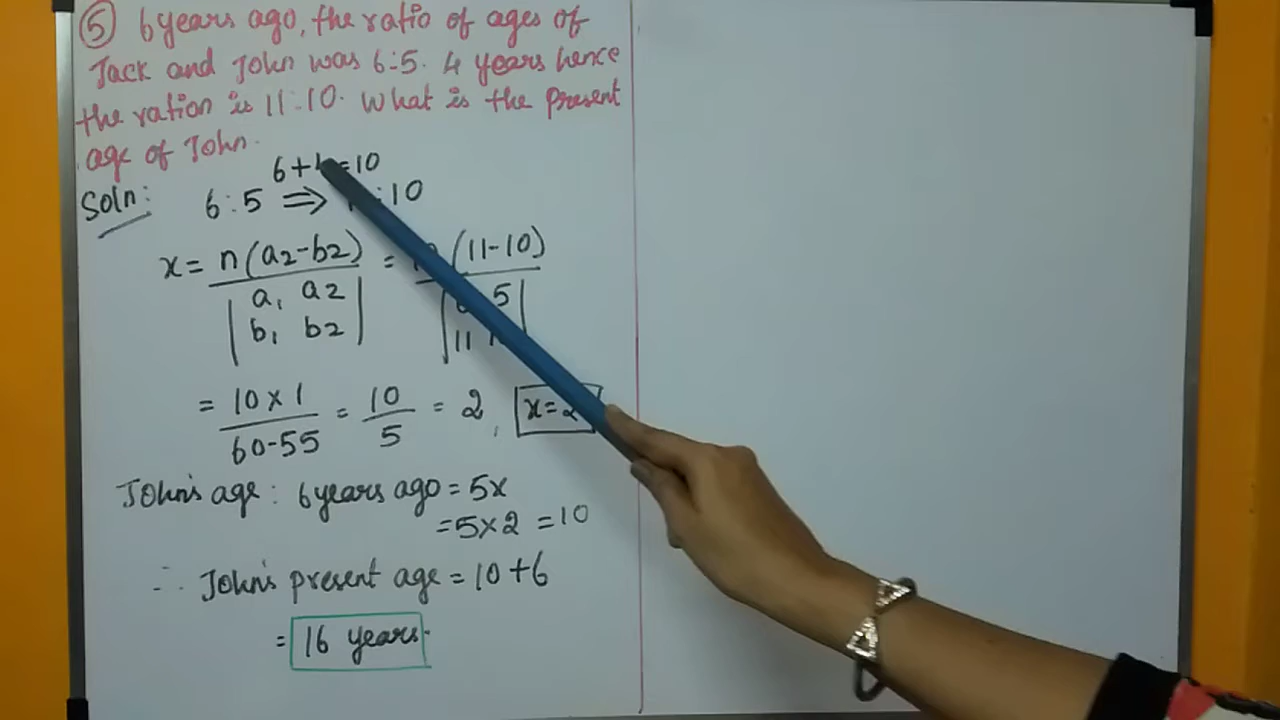 5 6 years ago, the ratio of ages of
Jack and John was 6:5. 4 years hence
the ration is 11:10. What is the present
age of John.
6+ =10
Soln: 6:5 ⇒ :10
x = n(a2-b2) = (11-10)
a1 a2 5
b1 b2 11
= 10 x 1 = 10 = 2, x=2
60-55 5
John's age: 6 years ago = 5x
=5x2 =10
∴ John's present age = 10+6
= 16 years.